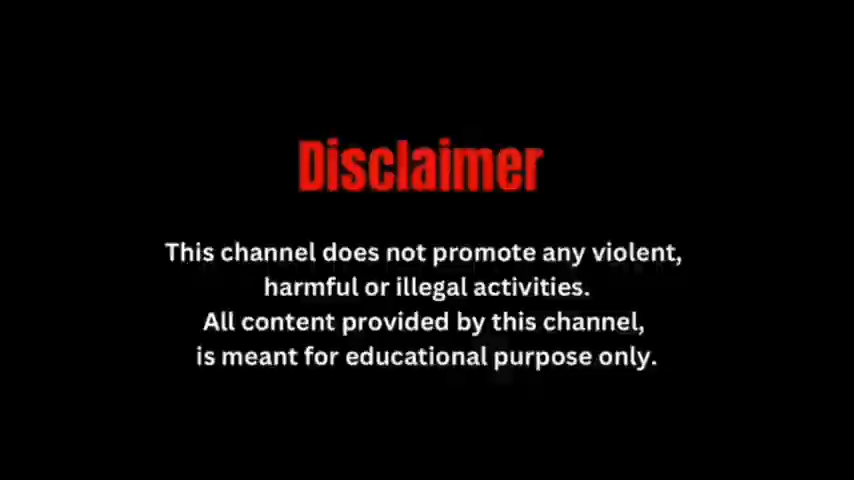 Disclaimer
This channel does not promote any violent,
harmful or illegal activities.
All content provided by this channel,
is meant for educational purpose only.